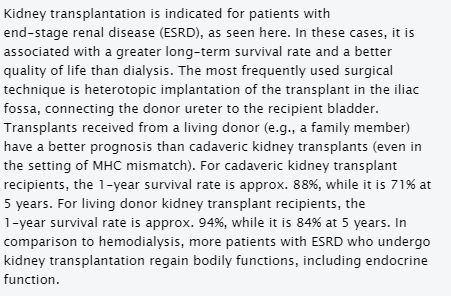 Kidney transplantation is indicated for patients with
end-stage renal disease (ESRD), as seen here. In these cases, it is
associated with a greater long-term survival rate and a better
quality of life than dialysis. The most frequently used surgical
technique is heterotopic implantation of the transplant in the iliac
fossa, connecting the donor ureter to the recipient bladder.
Transplants received from a living donor (e.g., a family member)
have a better prognosis than cadaveric kidney transplants (even in
the setting of MHC mismatch). For cadaveric kidney transplant
recipients, the 1-year survival rate is approx. 88%, while it is 71% at
5 years. For living donor kidney transplant recipients, the
1-year survival rate is approx. 94%, while it is 84% at 5 years. In
comparison to hemodialysis, more patients with ESRD who undergo
kidney transplantation regain bodily functions, including endocrine
function.